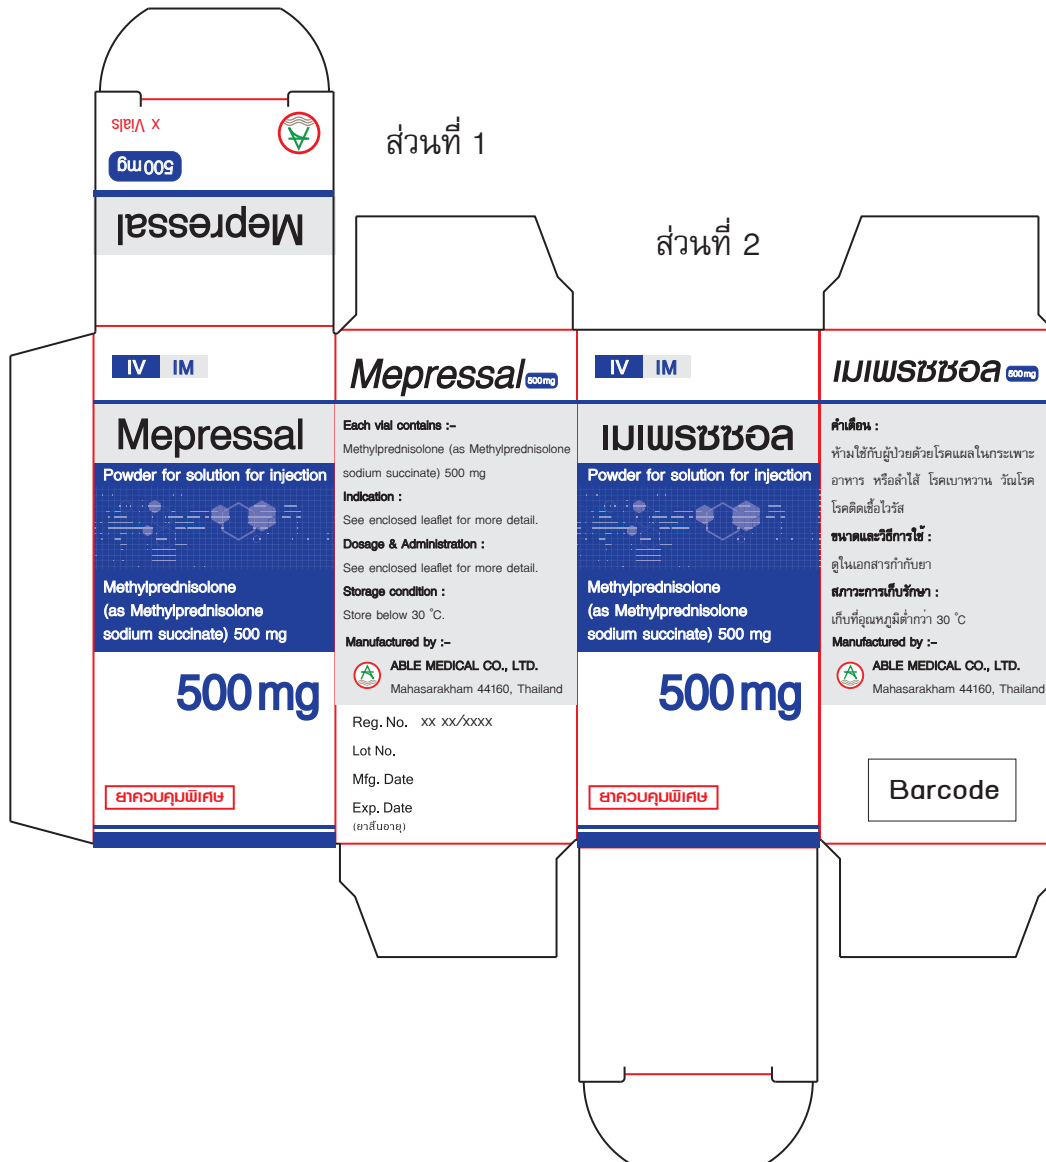 x Vials
500 mg
Mepressal
ส่วนที่ 1
ส่วนที่ 2
IV IM
Mepressal
Powder for solution for injection
Methylprednisolone
(as Methylprednisolone
sodium succinate) 500 mg
500 mg
ยาควบคุมพิเศษ
Mepressal 500 mg
Each vial contains :-
Methylprednisolone (as Methylprednisolone
sodium succinate) 500 mg
Indication :
See enclosed leaflet for more detail.
Dosage & Administration :
See enclosed leaflet for more detail.
Storage condition :
Store below 30 °C.
Manufactured by :-
ABLE MEDICAL CO., LTD.
Mahasarakham 44160, Thailand
Reg. No. xx xx/xxxx
Lot No.
Mfg. Date
Exp. Date
(ยาสิ้นอายุ)
IV IM
เมเพรซซอล
Powder for solution for injection
Methylprednisolone
(as Methylprednisolone
sodium succinate) 500 mg
500 mg
ยาควบคุมพิเศษ
เมเพรซซอล 500 mg
คำเตือน :
ห้ามใช้กับผู้ป่วยด้วยโรคแผลในกระเพาะ
อาหาร หรือลำไส้ โรคเบาหวาน วัณโรค
โรคติดเชื้อไวรัส
ขนาดและวิธีการใช้ :
ดูในเอกสารกำกับยา
สภาวะการเก็บรักษา :
เก็บที่อุณหภูมิต่ำกว่า 30 °C
Manufactured by :-
ABLE MEDICAL CO., LTD.
Mahasarakham 44160, Thailand
Barcode